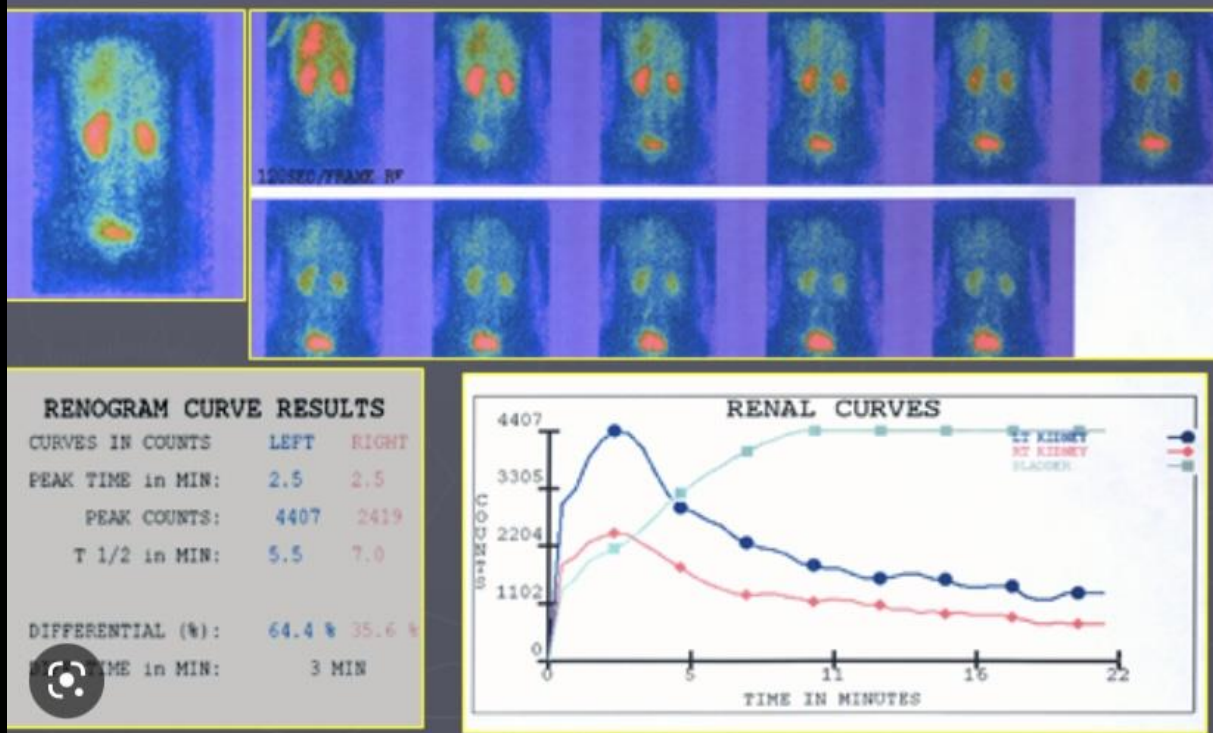 120SEC/FRAME RF
RENOGRAM CURVE RESULTS
CURVES IN COUNTS LEFT RIGHT
PEAK TIME in MIN: 2.5 2.5
PEAK COUNTS: 4407 2419
T 1/2 in MIN: 5.5 7.0
DIFFERENTIAL (%): 64.4 % 35.6 %
TIME in MIN: 3 MIN
RENAL CURVES
4407
3305
2204
1102
0
COUNTS
LT KIDNEY
RT KIDNEY
BLADDER
0 5 11 16 22
TIME IN MINUTES